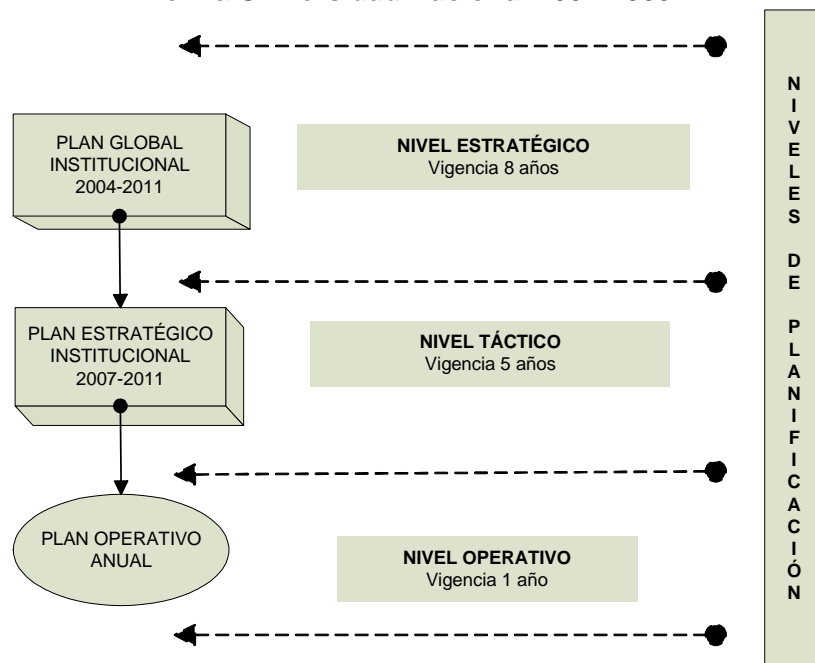 PLAN GLOBAL
INSTITUCIONAL
2004-2011
NIVEL ESTRATÉGICO
Vigencia 8 años
PLAN ESTRATÉGICO
INSTITUCIONAL
2007-2011
NIVEL TÁCTICO
Vigencia 5 años
PLAN OPERATIVO
ANUAL
NIVEL OPERATIVO
Vigencia 1 año
NIVELES DE PLANIFICACIÓN